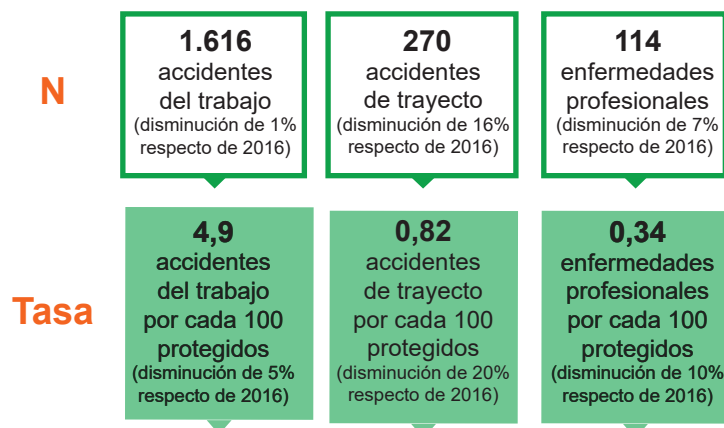 N
1.616
accidentes
del trabajo
(disminución de 1%
respecto de 2016)
270
accidentes
de trayecto
(disminución de 16%
respecto de 2016)
114
enfermedades
profesionales
(disminución de 7%
respecto de 2016)
Tasa
4,9
accidentes
del trabajo
por cada 100
protegidos
(disminución de 5%
respecto de 2016)
0,82
accidentes
de trayecto
por cada 100
protegidos
(disminución de 20%
respecto de 2016)
0,34
enfermedades
profesionales
por cada 100
protegidos
(disminución de 10%
respecto de 2016)